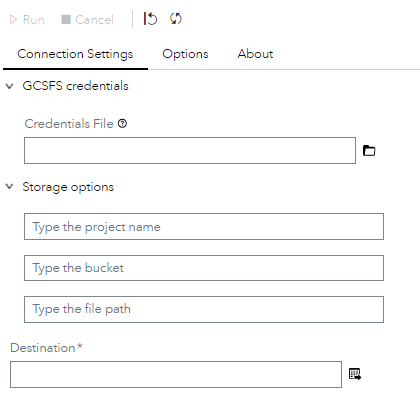 Run Cancel
Connection Settings Options About
GCSFS credentials
Credentials File
Storage options
Type the project name
Type the bucket
Type the file path
Destination*